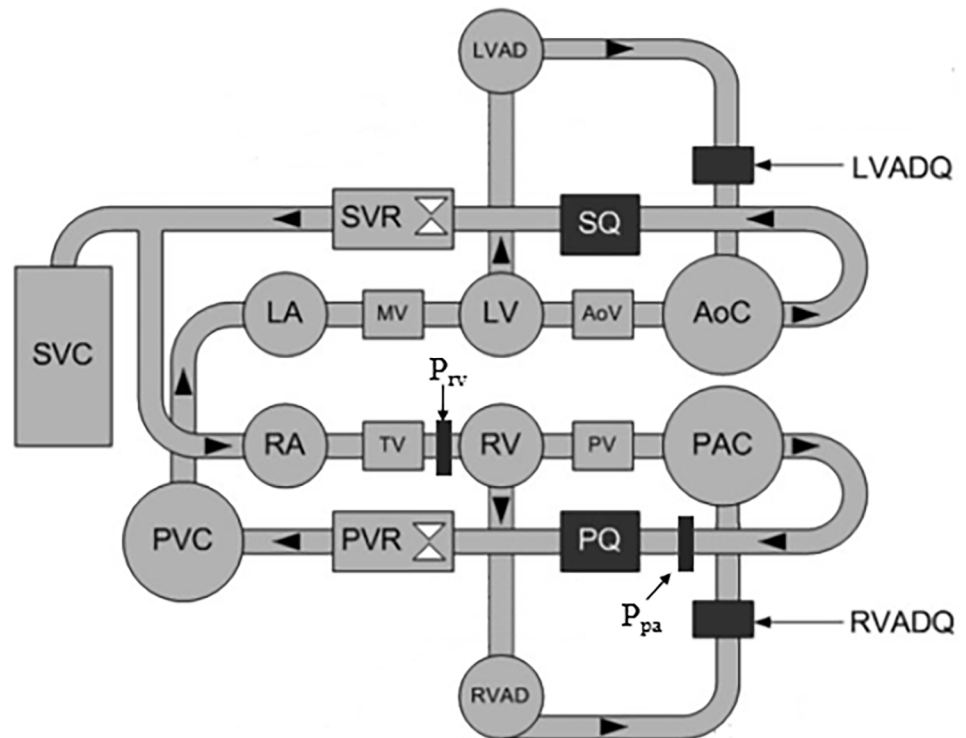 LVAD
LVADQ
SVR
SQ
SVC
LA
MV
LV
AoV
AoC
Prv
RA
TV
RV
PV
PAC
PVC
PVR
PQ
Ppa
RVADQ
RVAD